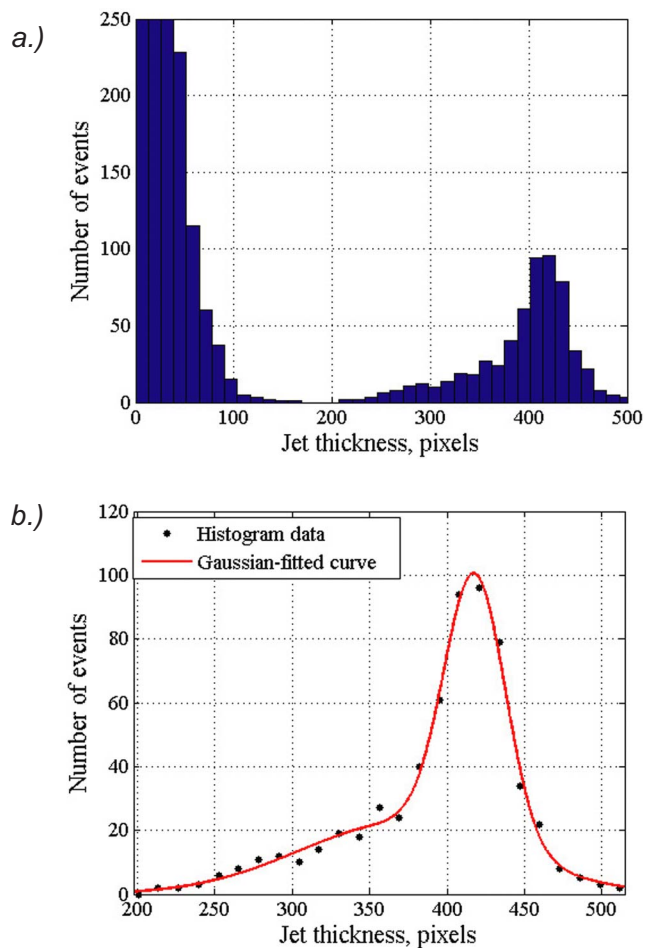 a.)
250
200
150
100
50
0
Number of events
0 100 200 300 400 500
Jet thickness, pixels
b.)
120
100
80
60
40
20
0
Number of events
Histogram data
Gaussian-fitted curve
200 250 300 350 400 450 500
Jet thickness, pixels